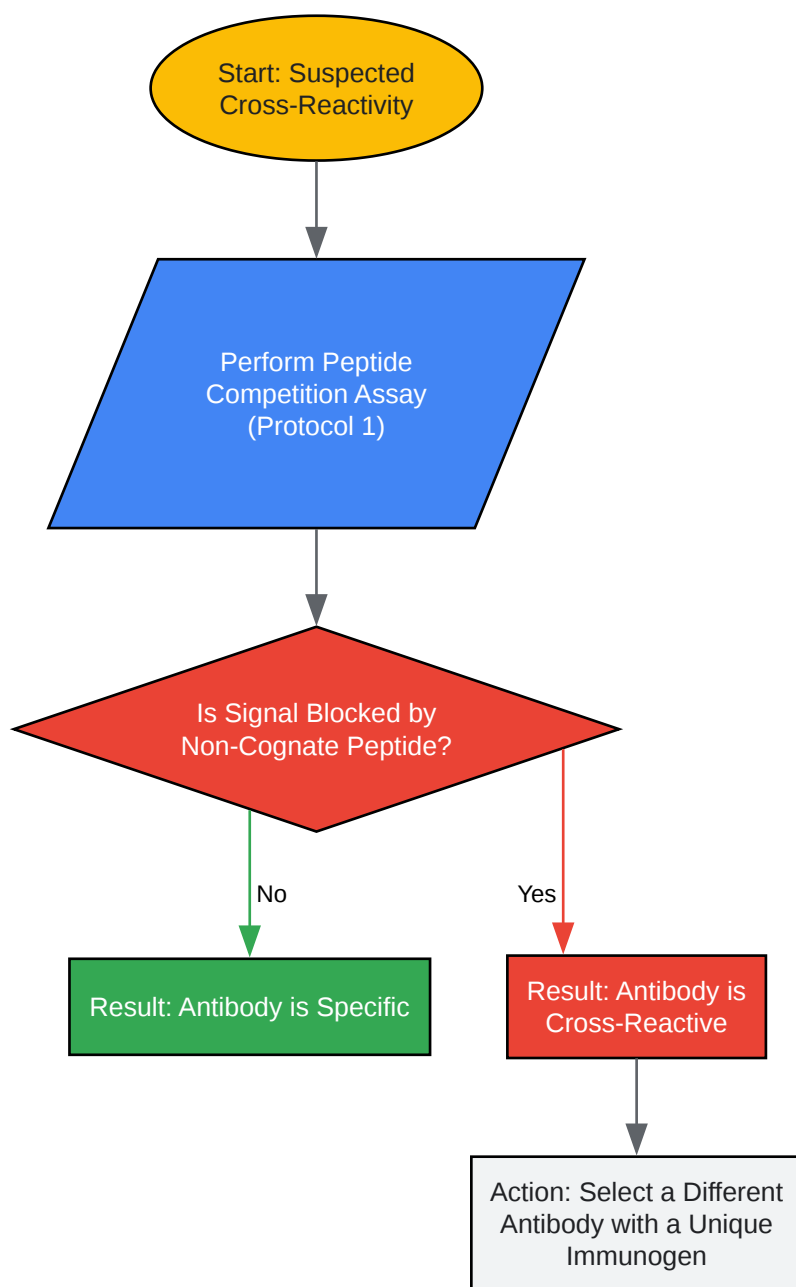 Start: Suspected
Cross-Reactivity
Perform Peptide
Competition Assay
(Protocol 1)
Is Signal Blocked by
Non-Cognate Peptide?
No
Yes
Result: Antibody is Specific
Result: Antibody is
Cross-Reactive
Action: Select a Different
Antibody with a Unique
Immunogen